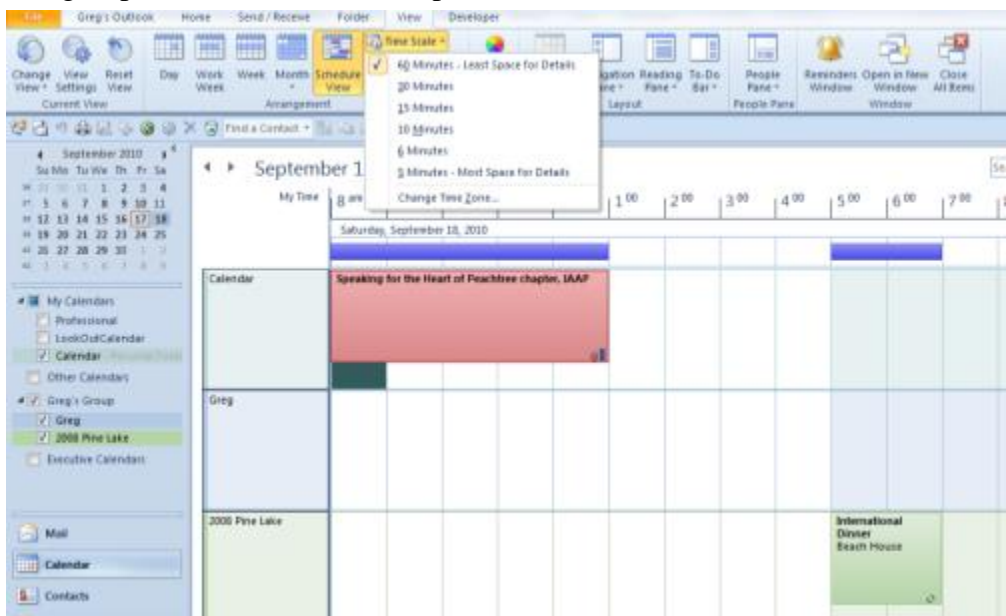 File Greg's Outlook Home Send / Receive Folder View Developer
Time Scale
Change View View Settings Reset View Day Work Week Week Month Schedule View
Reading Pane To-Do Bar People Pane Reminders Window Open in New Window Close All Items
Current View Arrangement Layout People Pane Window
60 Minutes - Least Space for Details
30 Minutes
15 Minutes
10 Minutes
6 Minutes
5 Minutes - Most Space for Details
Change Time Zone...
Find a Contact
September 2010
Su Mo Tu We Th Fr Sa
1 2 3 4
5 6 7 8 9 10 11
12 13 14 15 16 17 18
19 20 21 22 23 24 25
26 27 28 29 30
My Calendars
Professional
LookOutCalendar
Calendar
Other Calendars
Greg's Group
Greg
2008 Pine Lake
Executive Calendars
Mail
Calendar
Contacts
September 1
My Time 8 am 1 00 2 00 3 00 4 00 5 00 6 00 7 00
Saturday, September 18, 2010
Calendar
Speaking for the Heart of Peachtree chapter, IAAP
Greg
2008 Pine Lake
International
Dinner
Beach House